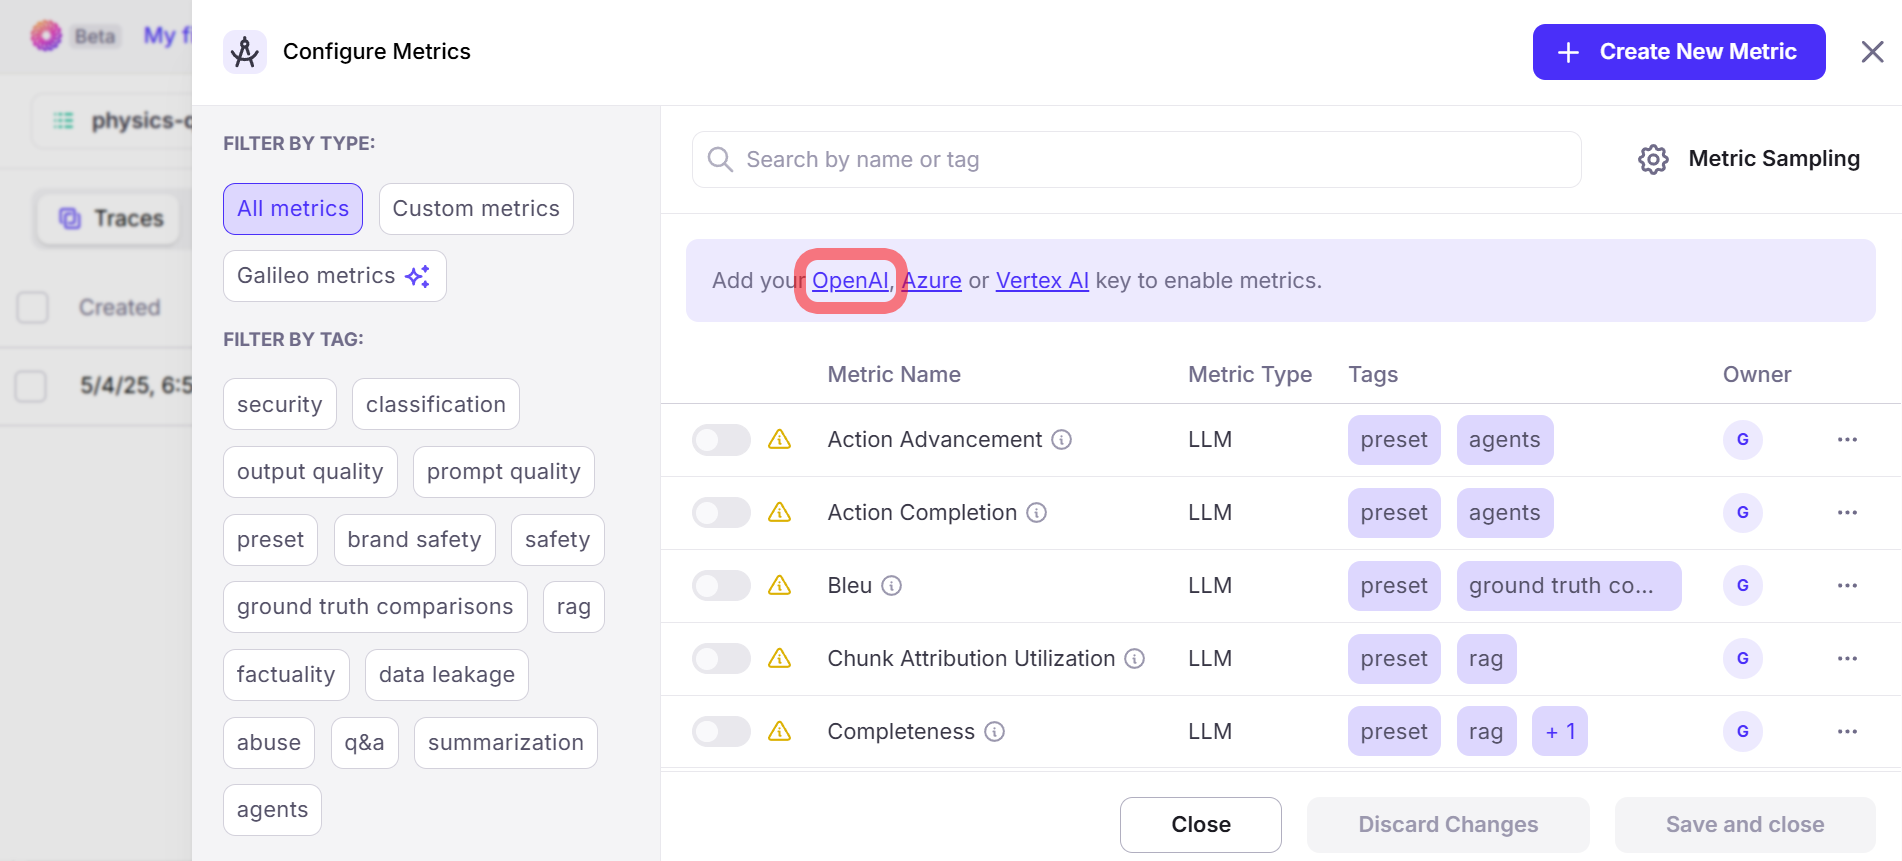 Beta My fi
Configure Metrics
Create New Metric
physics-c
Traces
Created
5/4/25, 6:5
FILTER BY TYPE:
All metrics
Custom metrics
Galileo metrics
FILTER BY TAG:
security
classification
output quality
prompt quality
preset
brand safety
safety
ground truth comparisons
rag
factuality
data leakage
abuse
q&a
summarization
agents
Search by name or tag
Metric Sampling
Add your OpenAI, Azure or Vertex AI key to enable metrics.
Metric Name Metric Type Tags Owner
Action Advancement LLM preset agents G
Action Completion LLM preset agents G
Bleu LLM preset ground truth co... G
Chunk Attribution Utilization LLM preset rag G
Completeness LLM preset rag + 1 G
Close
Discard Changes
Save and close